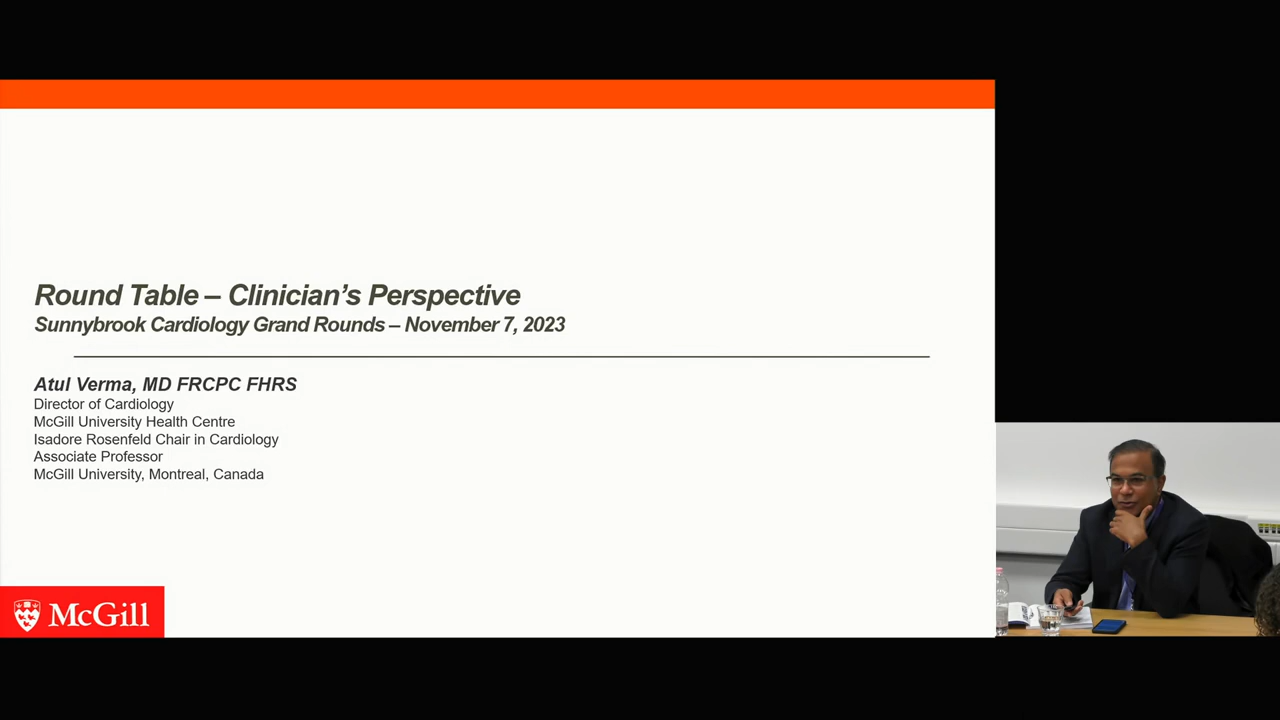 Round Table – Clinician's Perspective
Sunnybrook Cardiology Grand Rounds – November 7, 2023
Atul Verma, MD FRCPC FHRS
Director of Cardiology
McGill University Health Centre
Isadore Rosenfeld Chair in Cardiology
Associate Professor
McGill University, Montreal, Canada
McGill